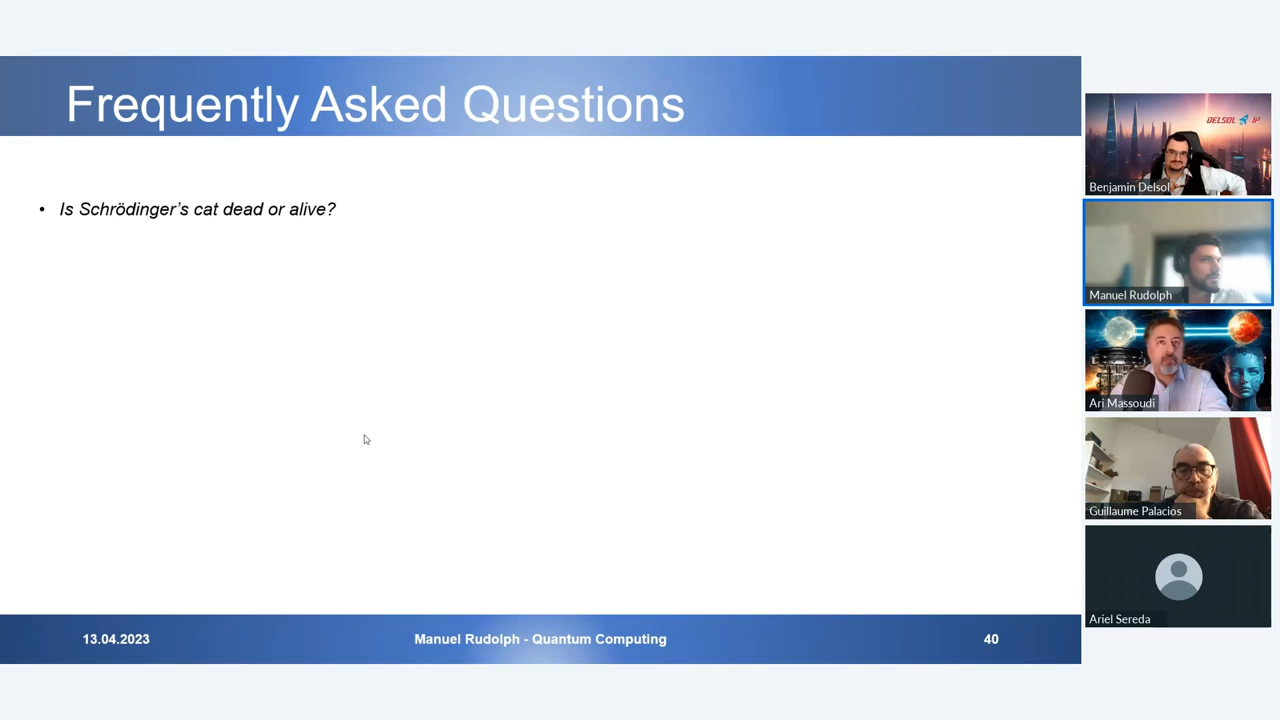 Frequently Asked Questions
• Is Schrödinger's cat dead or alive?
13.04.2023
Manuel Rudolph - Quantum Computing
40
DELSOL IP
Benjamin Delsol
Manuel Rudolph
Ari Massoudi
Guillaume Palacios
Ariel Sereda